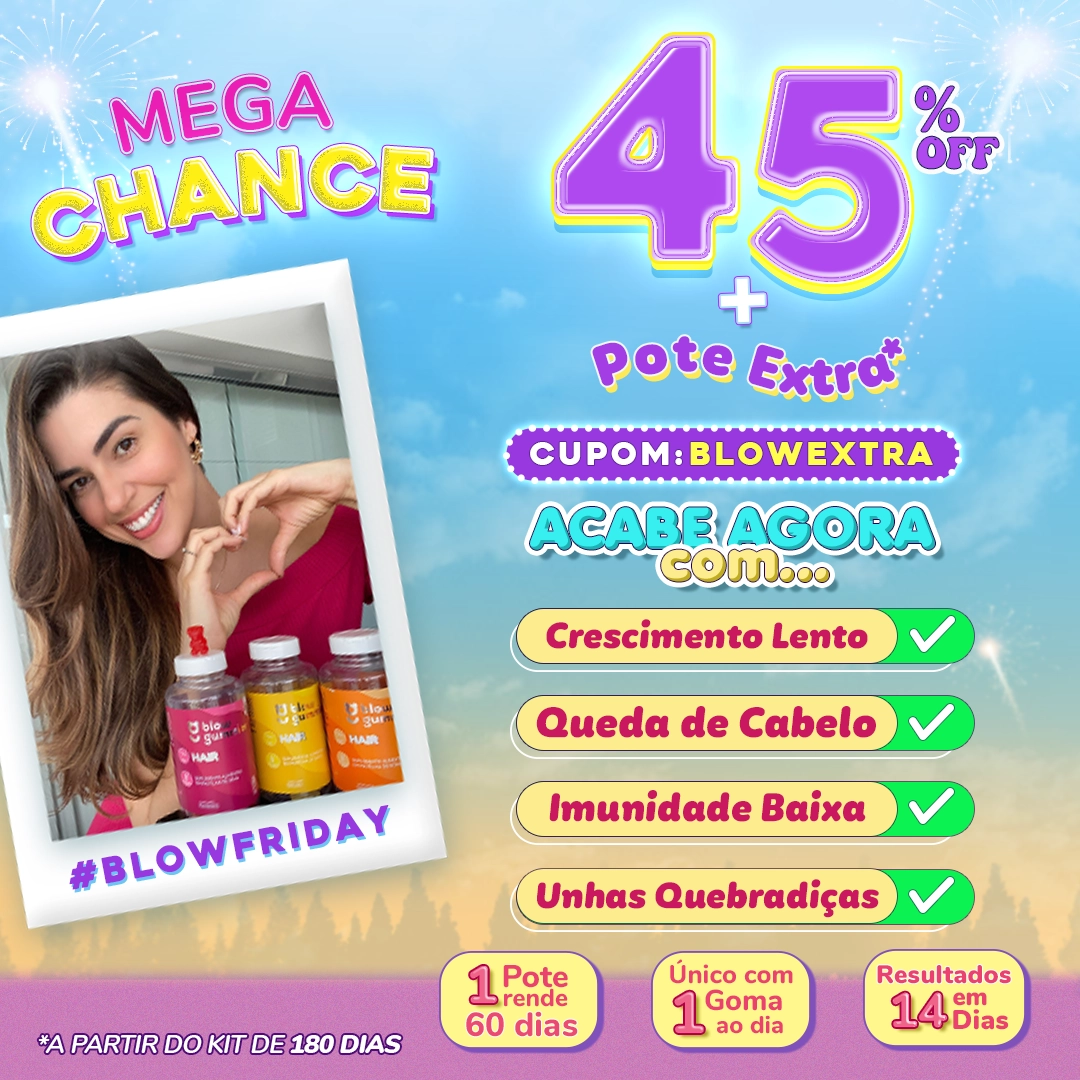 MEGA
CHANCE
45
% OFF
+
Pote Extra*
CUPOM: BLOWEXTRA
ACABE AGORA
com...
Crescimento Lento
Queda de Cabelo
Imunidade Baixa
Unhas Quebradiças
HAIR
HAIR
HAIR
#BLOWFRIDAY
1 Pote
rende
60 dias
Único com
1 Goma
ao dia
Resultados
14 em
Dias
*A PARTIR DO KIT DE 180 DIAS